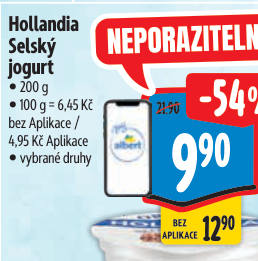 Hollandia
Selský
jogurt
• 200 g
• 100 g = 6,45 Kč
bez Aplikace /
4,95 Kč Aplikace
• vybrané druhy
NEPORAZITELN
21.90
-54%
albert
9.90
BEZ
APLIKACE
12.90